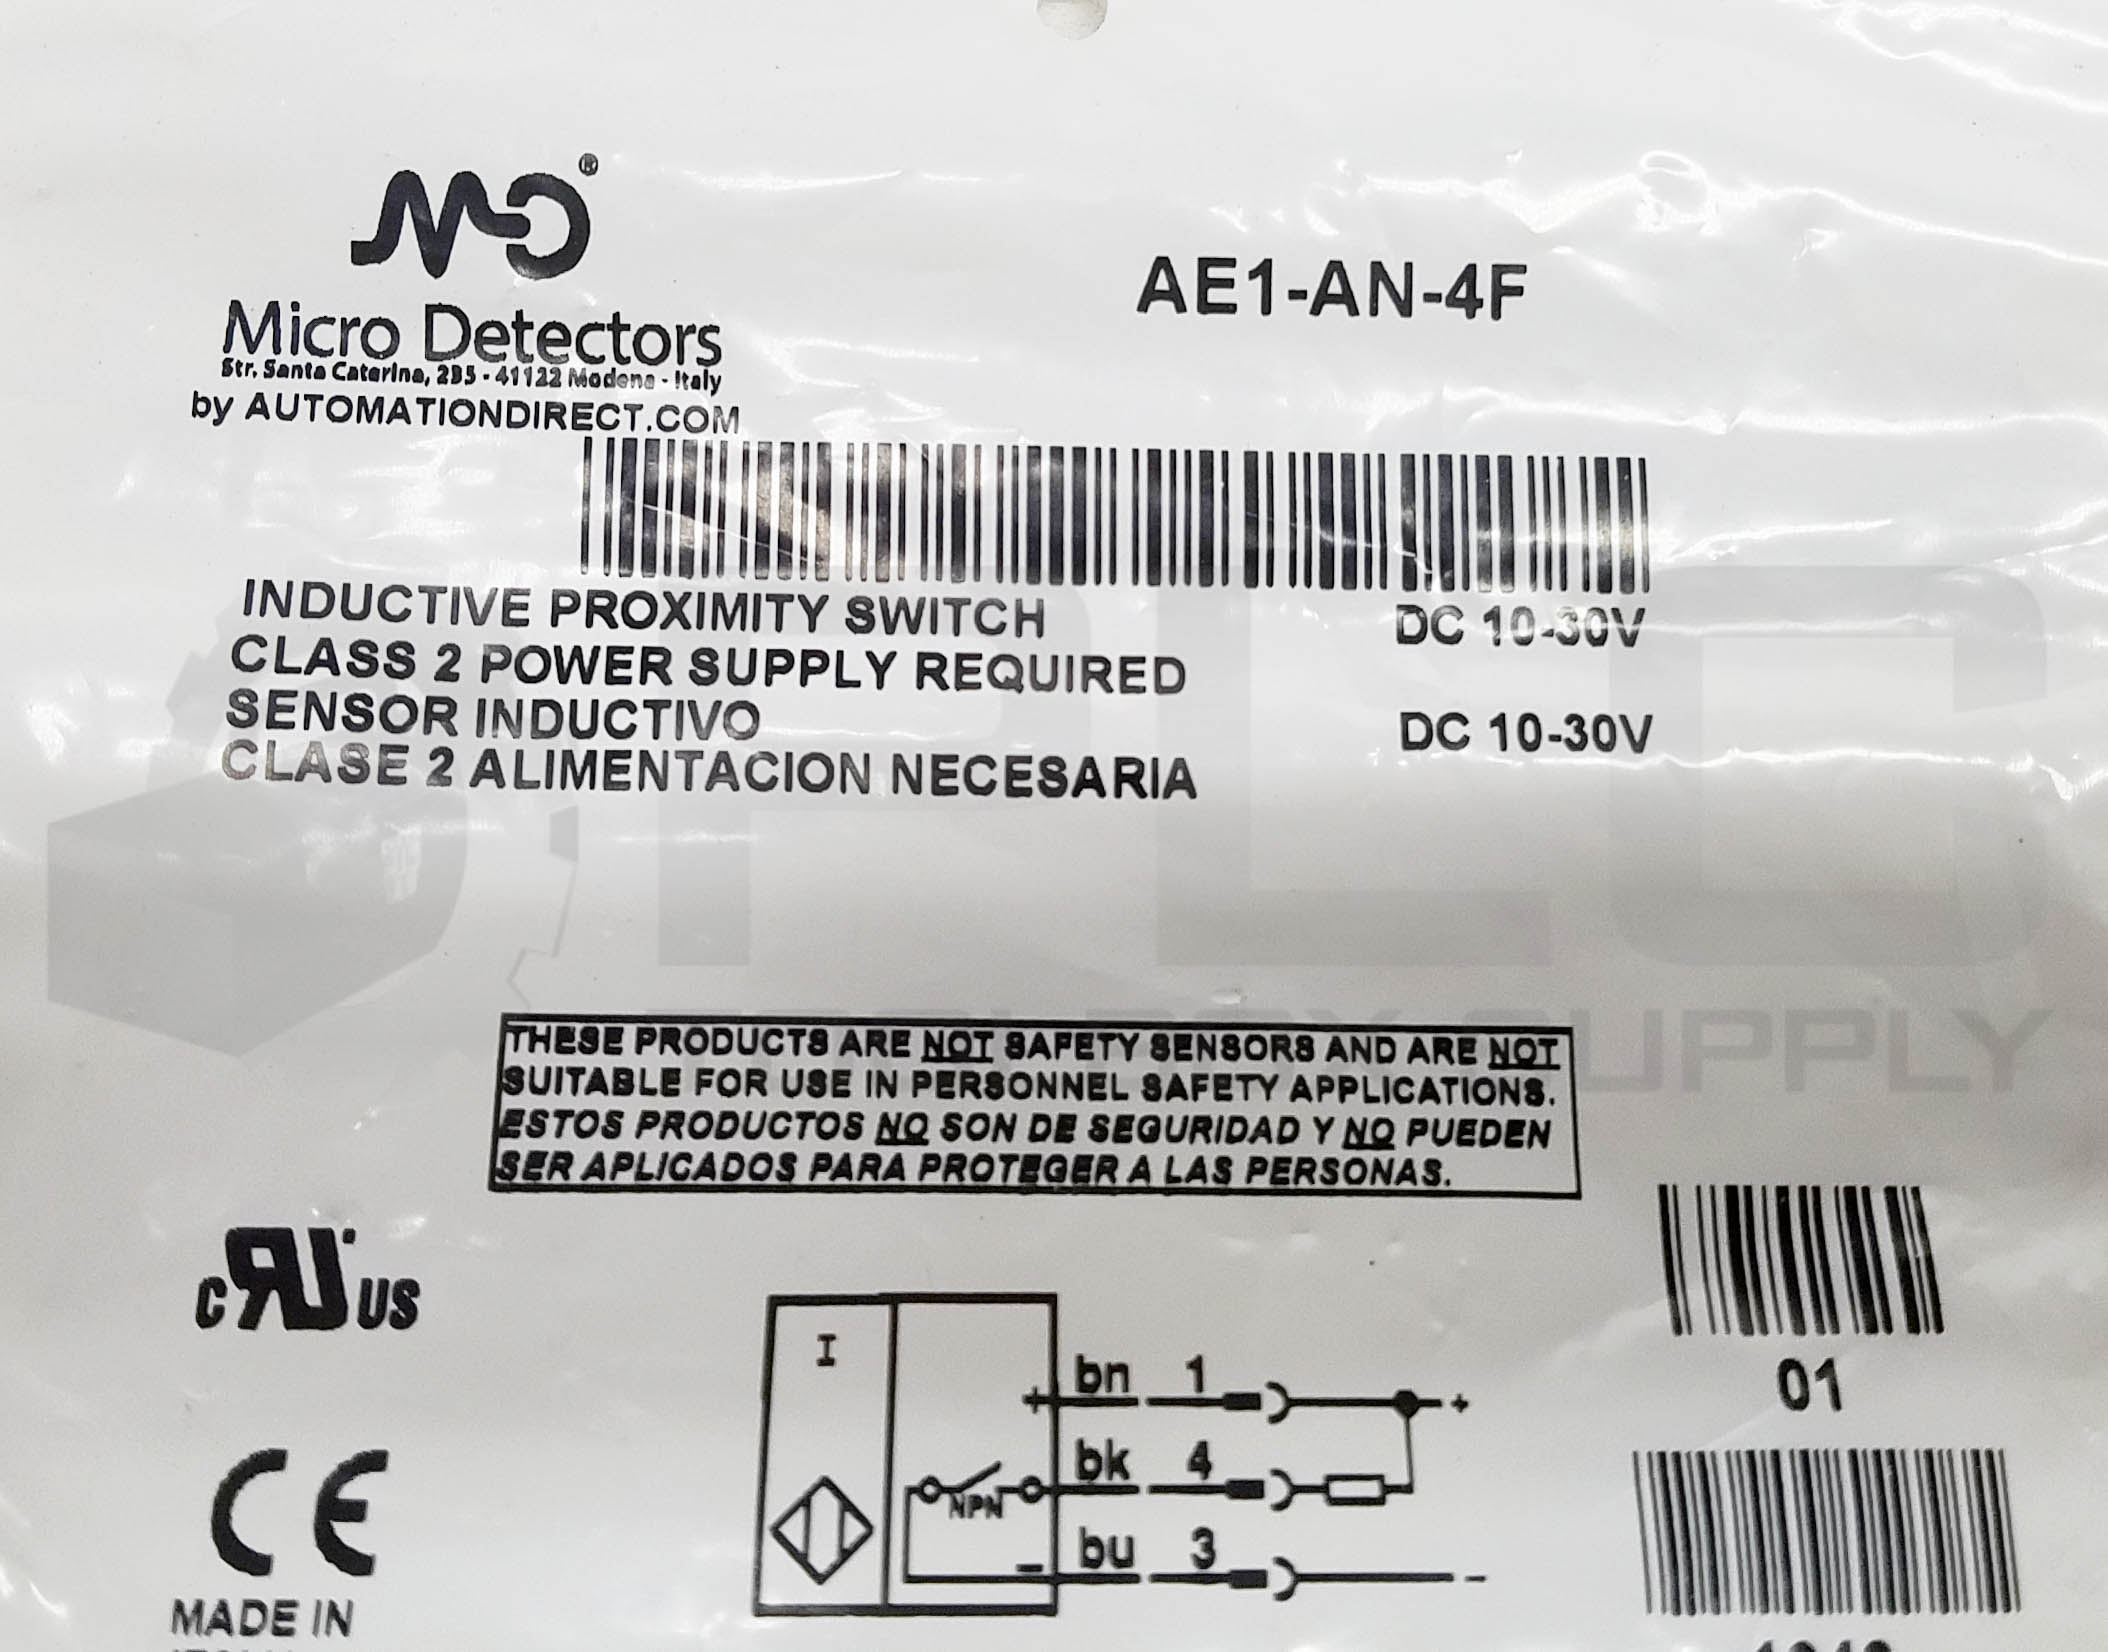 MD®
Micro Detectors
Str. Santa Caterina, 235 - 41122 Modena - Italy
by AUTOMATIONDIRECT.COM
AE1-AN-4F
INDUCTIVE PROXIMITY SWITCH DC 10-30V
CLASS 2 POWER SUPPLY REQUIRED
SENSOR INDUCTIVO DC 10-30V
CLASE 2 ALIMENTACION NECESARIA
PLC
SUPPLY
THESE PRODUCTS ARE NOT SAFETY SENSORS AND ARE NOT
SUITABLE FOR USE IN PERSONNEL SAFETY APPLICATIONS.
ESTOS PRODUCTOS NO SON DE SEGURIDAD Y NO PUEDEN
SER APLICADOS PARA PROTEGER A LAS PERSONAS.
c RU US
CE
MADE IN
I
+ bn 1 +
NPN bk 4
- bu 3 -
01